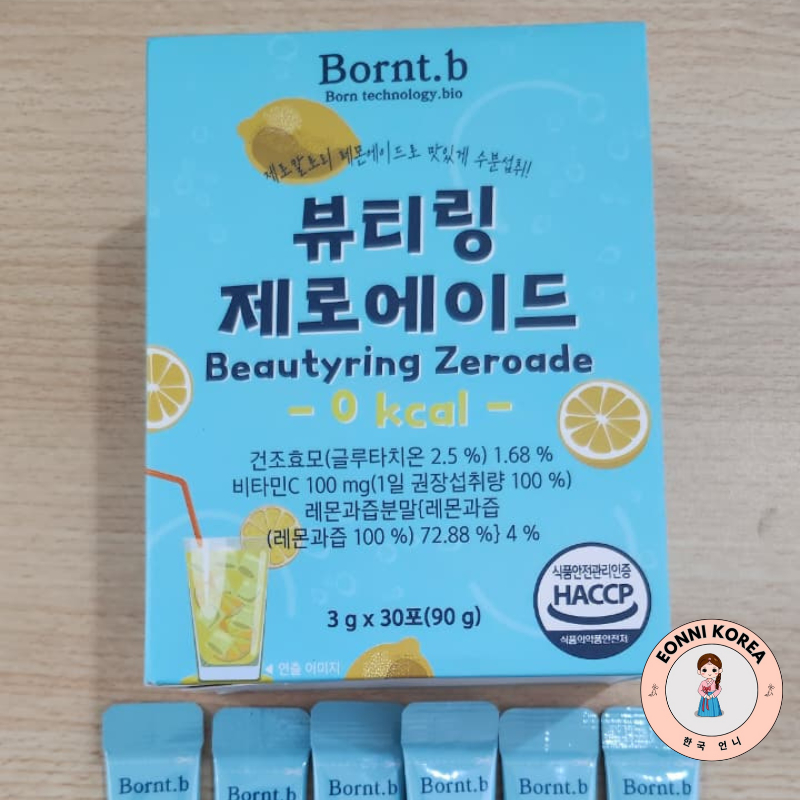 Bornt.b
Born technology.bio
제로칼로리 레몬에이드로 맛있게 수분섭취!
뷰티링
제로에이드
Beautyring Zeroade
- 0 kcal -
건조효모(글루타치온 2.5 %) 1.68 %
비타민C 100 mg(1일 권장섭취량 100 %)
레몬과즙분말{레몬과즙
(레몬과즙 100 %) 72.88 %} 4 %
3 g x 30포(90 g)
◀ 연출 이미지
식품안전관리인증
HACCP
식품의약품안전처
EONNI KOREA
한국 언니
Bornt.b
Bornt.b
Bornt.b
Bornt.b
Bornt.b
Bornt.b